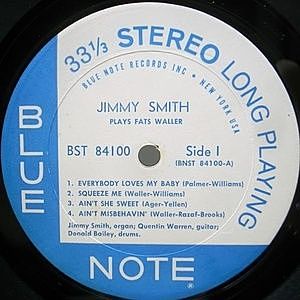 33 1/3 STEREO LONG PLAYING
BLUE NOTE RECORDS INC • NEW YORK USA
JIMMY SMITH
PLAYS FATS WALLER
BST 84100 Side 1
(BNST 84100-A)
1. EVERYBODY LOVES MY BABY (Palmer-Williams)
2. SQUEEZE ME (Waller-Williams)
3. AIN'T SHE SWEET (Ager-Yellen)
4. AIN'T MISBEHAVIN' (Waller-Razaf-Brooks)
Jimmy Smith, organ; Quentin Warren, guitar;
Donald Bailey, drums.
BLUE
NOTE ®